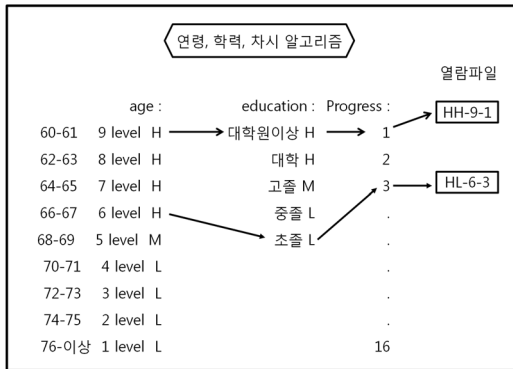 연령, 학력, 차시 알고리즘
열람파일
age : education : Progress :
HH-9-1
60-61 9 level H 대학원이상 H 1
62-63 8 level H 대학 H 2
64-65 7 level H 고졸 M 3 HL-6-3
66-67 6 level H 중졸 L .
68-69 5 level M 초졸 L .
70-71 4 level L .
72-73 3 level L .
74-75 2 level L .
76-이상 1 level L 16